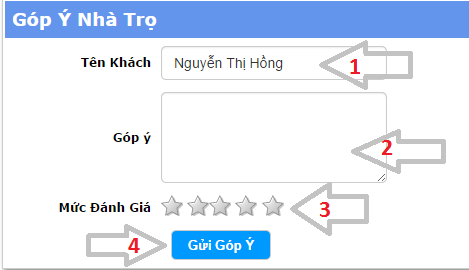 Góp Ý Nhà Trọ
Tên Khách Nguyễn Thị Hồng 1
Góp ý 2
Mức Đánh Giá 3
4 Gửi Góp Ý